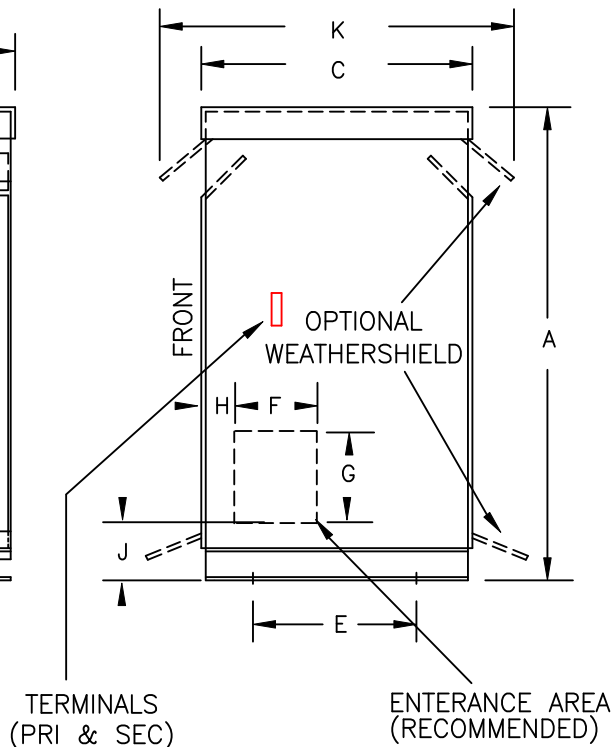 K
C
FRONT
OPTIONAL
WEATHERSHIELD
A
H
F
G
J
E
TERMINALS
(PRI & SEC)
ENTERANCE AREA
(RECOMMENDED)